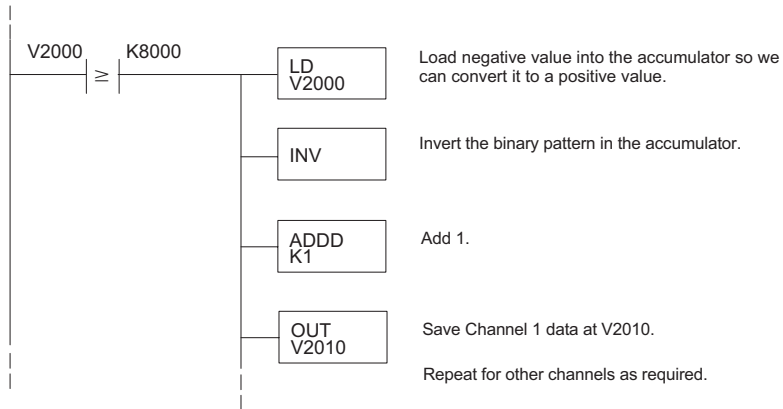 V2000 ≥ K8000
LD
V2000
Load negative value into the accumulator so we
can convert it to a positive value.
INV
Invert the binary pattern in the accumulator.
ADDD
K1
Add 1.
OUT
V2010
Save Channel 1 data at V2010.
Repeat for other channels as required.